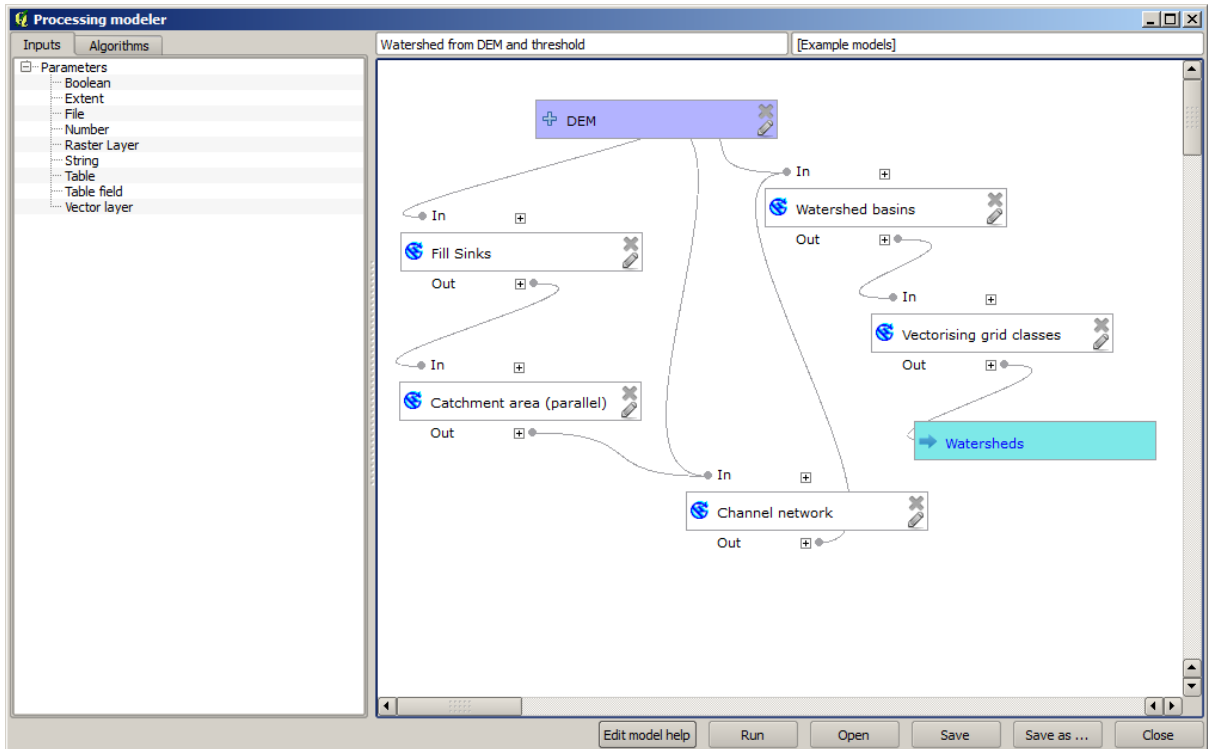 Processing modeler
Inputs Algorithms
Watershed from DEM and threshold [Example models]
Parameters
Boolean
Extent
File
Number
Raster Layer
String
Table
Table field
Vector layer
DEM
In
Watershed basins
Out
In
Fill Sinks
Out
In
Vectorising grid classes
Out
In
Catchment area (parallel)
Out
Watersheds
In
Channel network
Out
Edit model help Run Open Save Save as ... Close